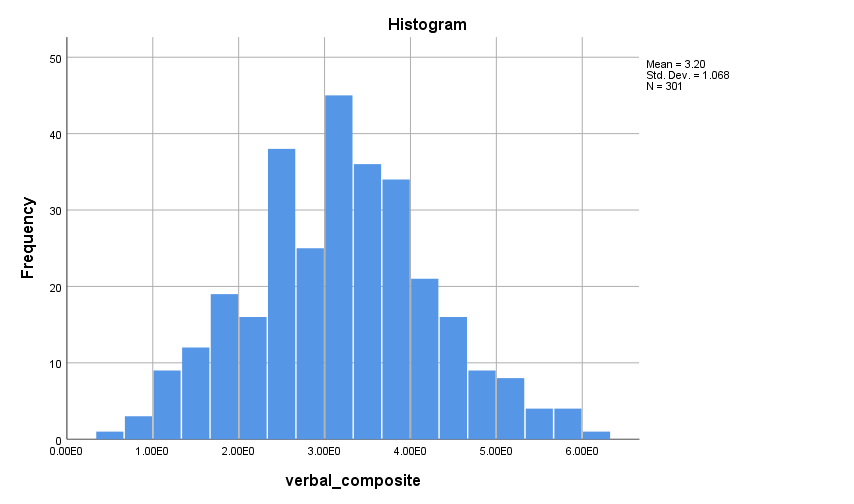 Histogram
Mean = 3.20
Std. Dev. = 1.068
N = 301
50
40
30
20
10
0
Frequency
0.00E0 1.00E0 2.00E0 3.00E0 4.00E0 5.00E0 6.00E0
verbal_composite